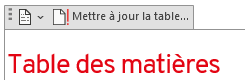 Mettre à jour la table...
Table des matières